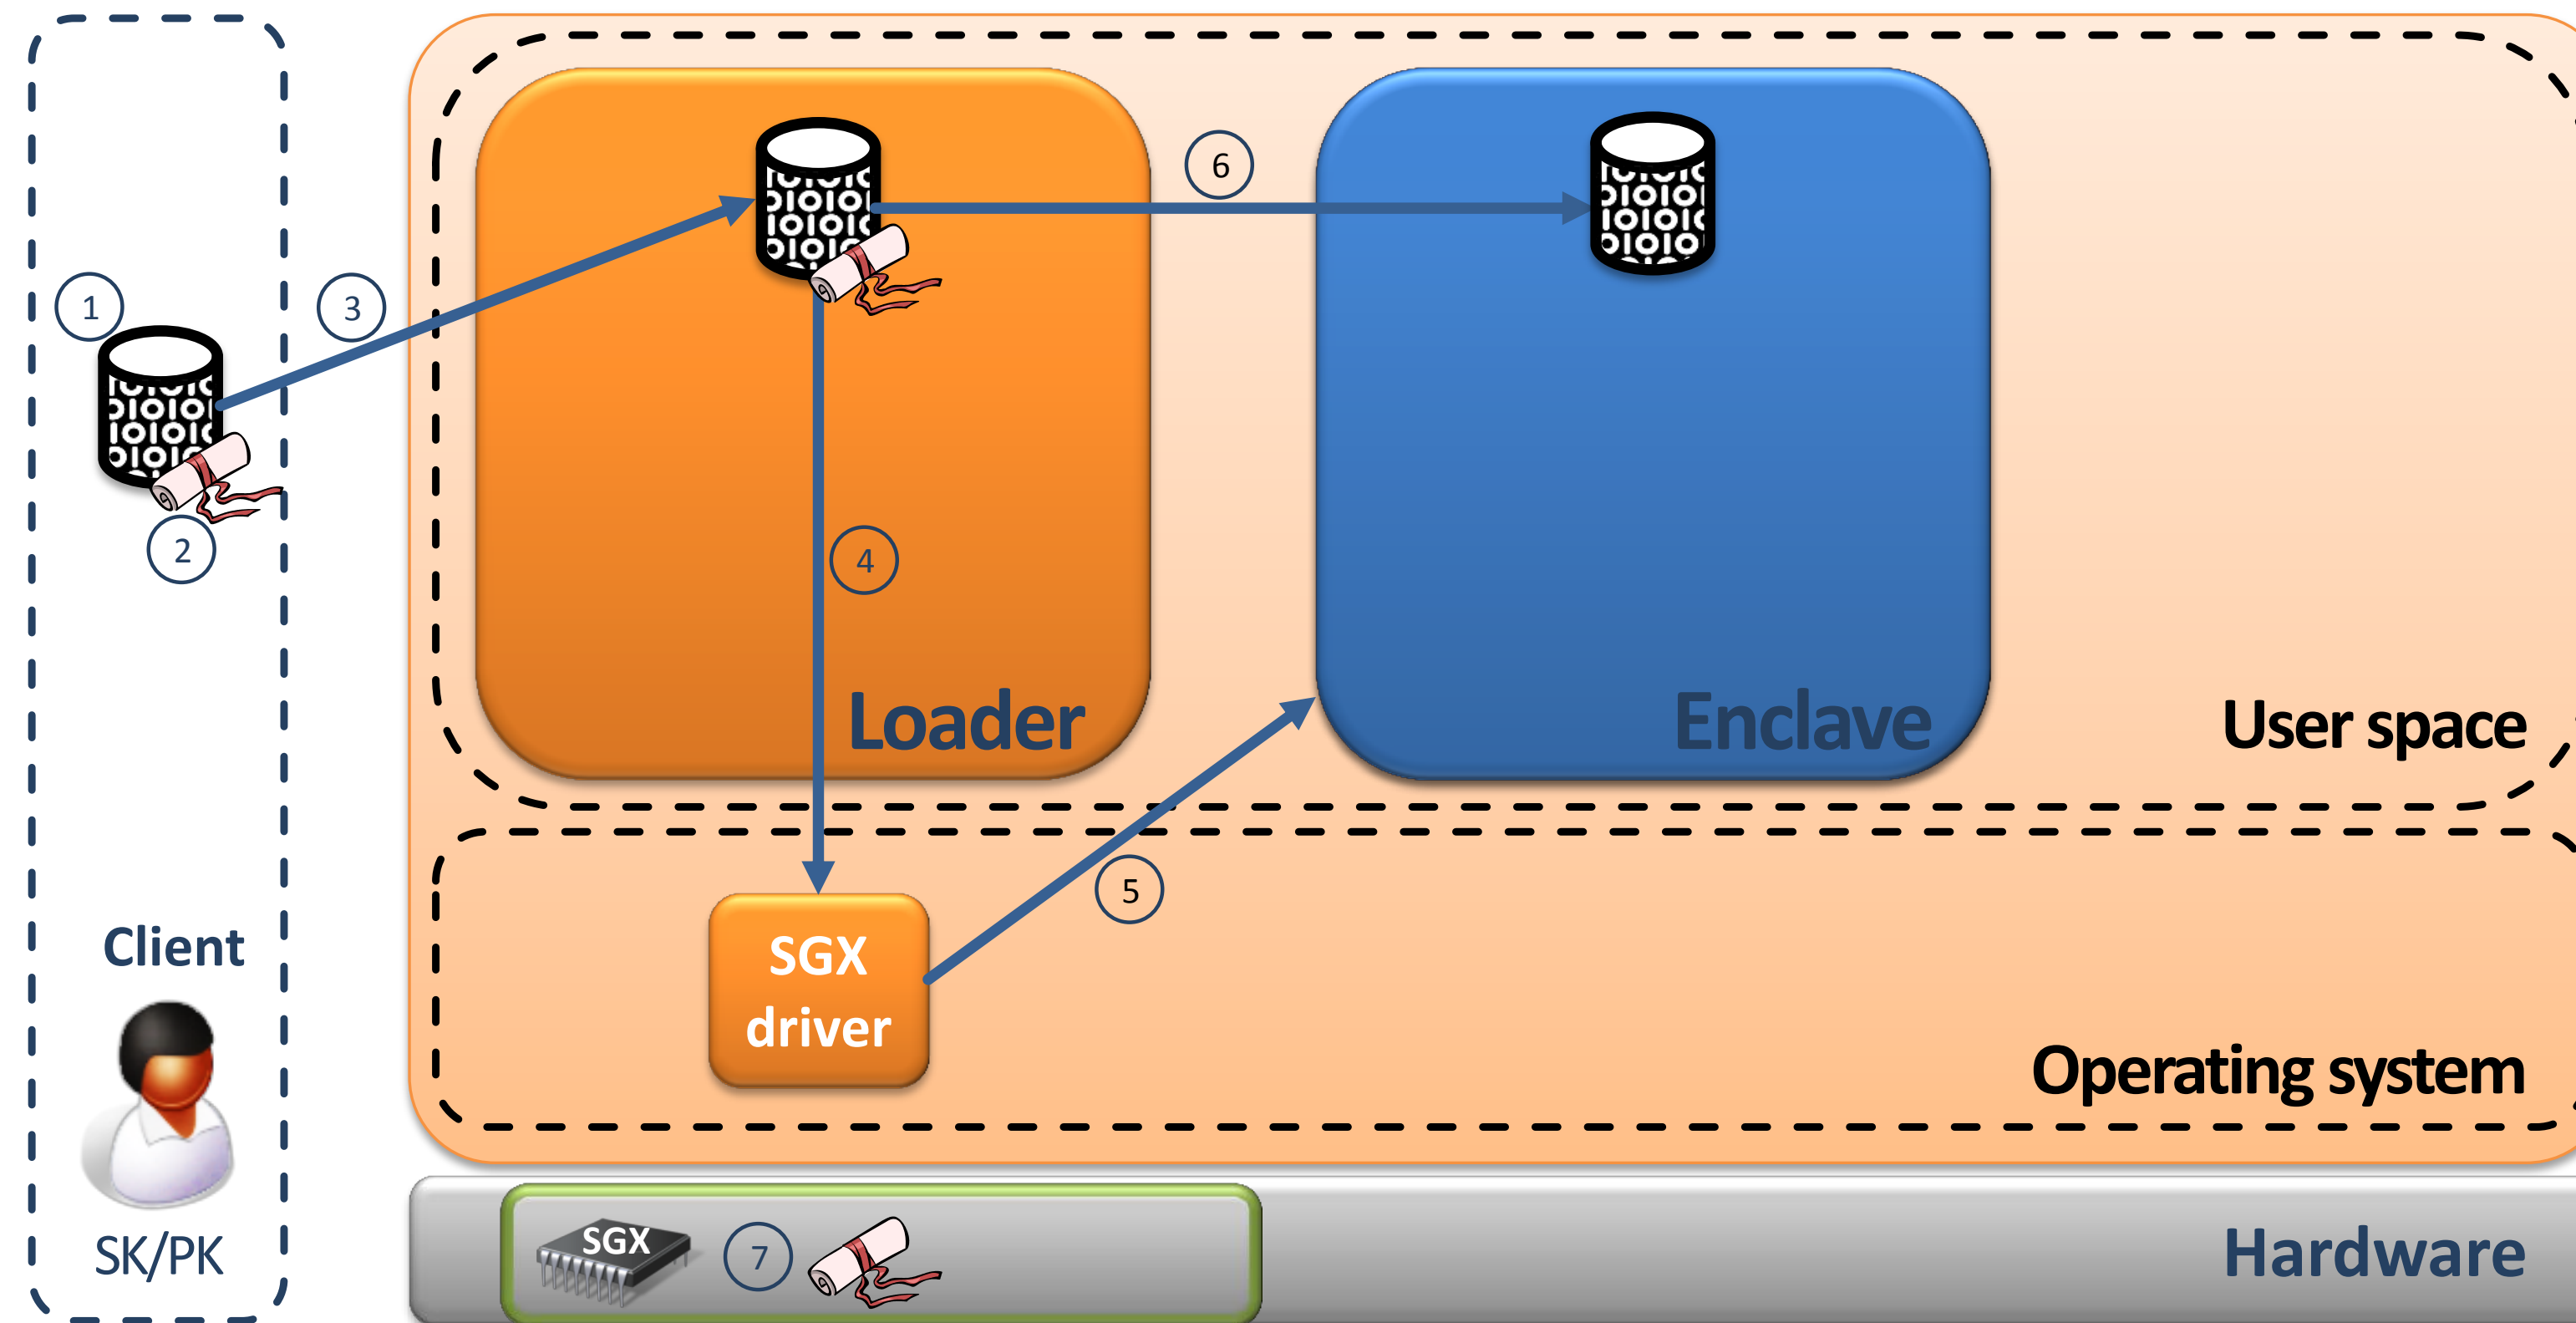 1
2
3
4
5
6
7
Loader
Enclave
User space
SGX
driver
Operating system
Client
SK/PK
SGX
Hardware